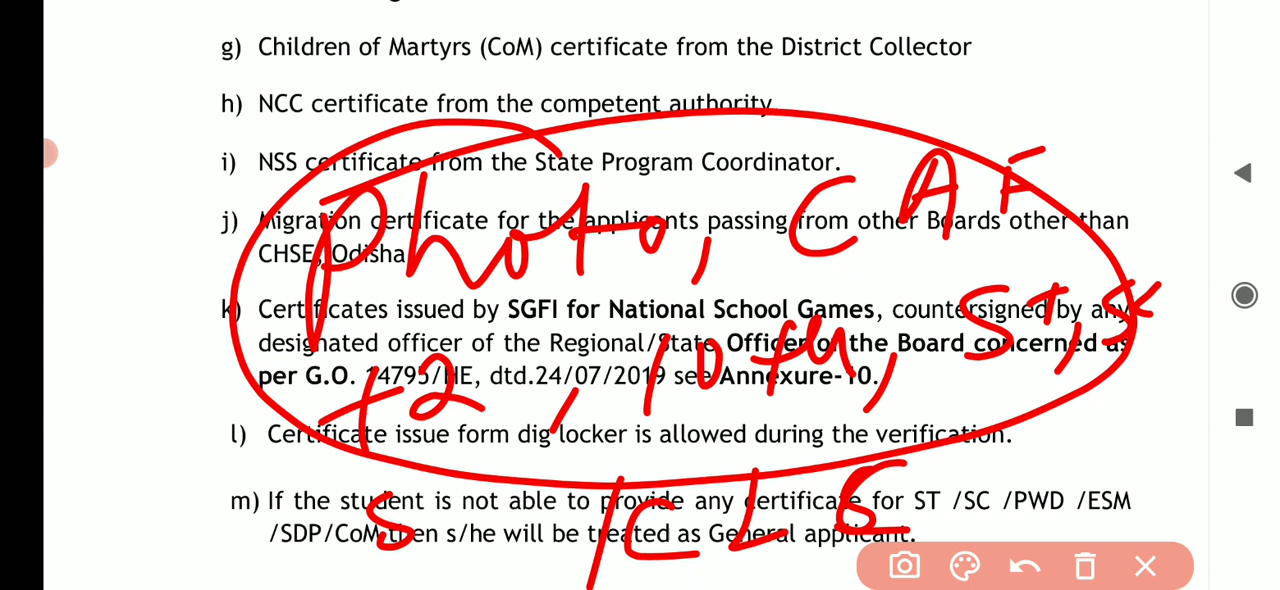 g) Children of Martyrs (CoM) certificate from the District Collector
h) NCC certificate from the competent authority
i) NSS certificate from the State Program Coordinator.
j) Migration certificate for the applicants passing from other Boards other than
CHSE, Odisha
photo, CAF
k) Certificates issued by SGFI for National School Games, countersigned by any
designated officer of the Regional/State Officer of the Board concerned as
per G.O. 14795/HE, dtd.24/07/2019 see Annexure-10.
+2, 10th, ST,
l) Certificate issue form dig locker is allowed during the verification.
m) If the student is not able to provide any certificate for ST /SC /PWD /ESM
/SDP/CoM then s/he will be treated as General applicant.